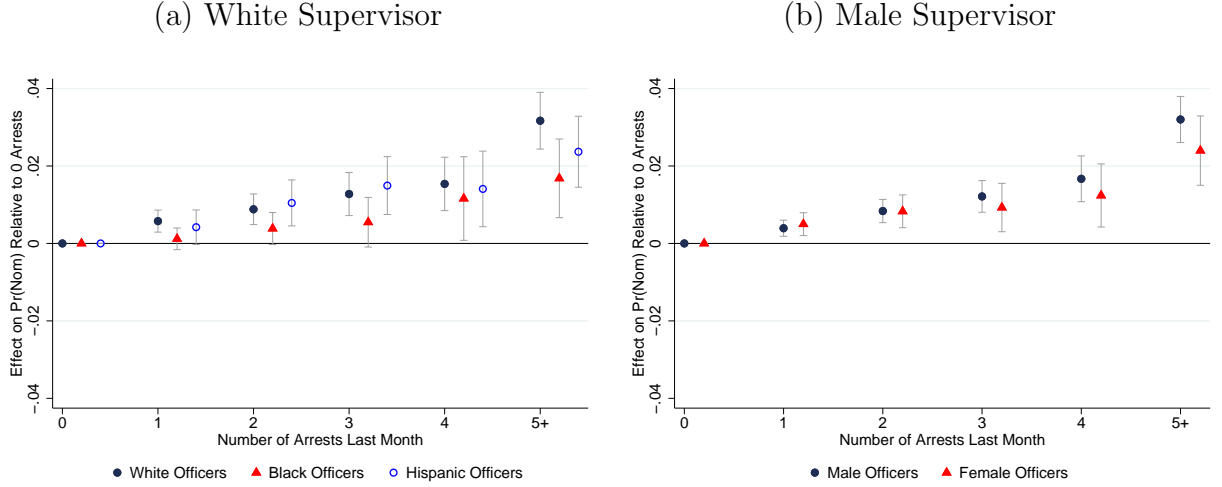 (a) White Supervisor
Effect on Pr(Nom) Relative to 0 Arrests
.04
.02
0
-.02
-.04
0 1 2 3 4 5+
Number of Arrests Last Month
White Officers Black Officers Hispanic Officers
(b) Male Supervisor
Effect on Pr(Nom) Relative to 0 Arrests
.04
.02
0
-.02
-.04
0 1 2 3 4 5+
Number of Arrests Last Month
Male Officers Female Officers